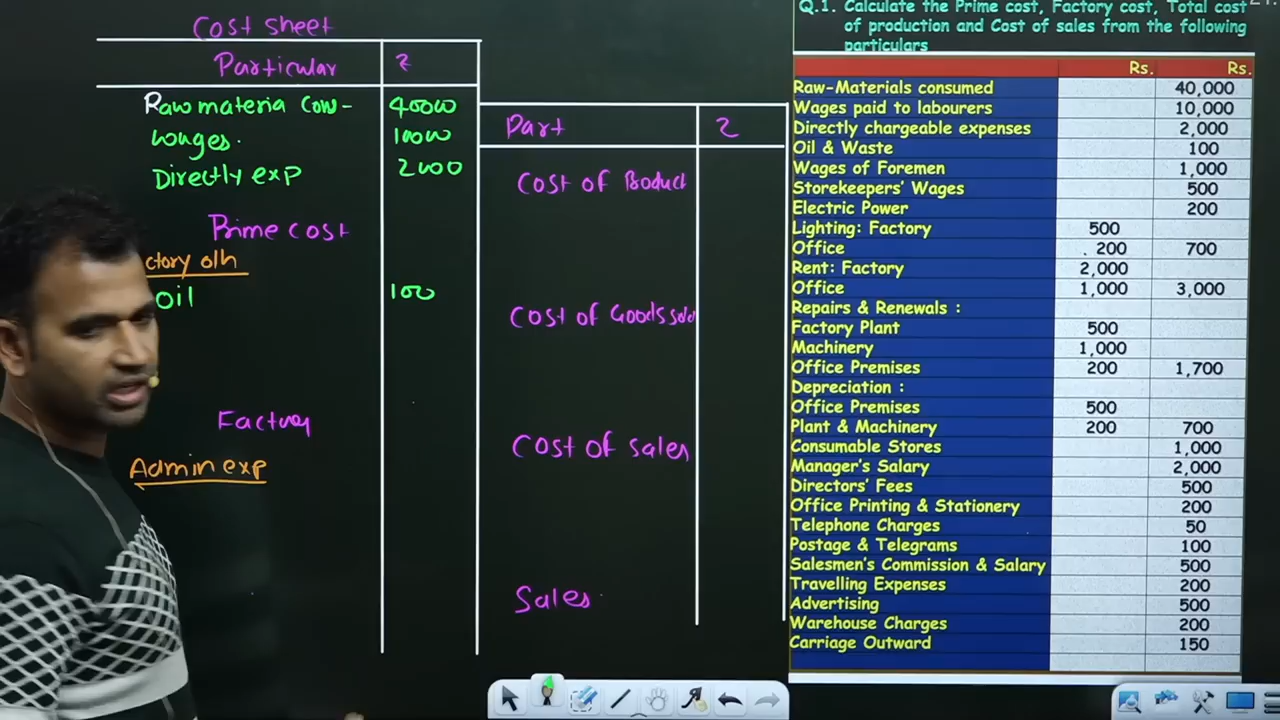 Cost sheet
Particular ₹
Raw materia Con- 40000
wages. 10000
Directly exp 2000
Prime cost
ctory o/h
oil 100
Factory
Admin exp
Part ₹
Cost of Product
Cost of Goods sold
Cost of sales
Sales
Q.1. Calculate the Prime cost, Factory cost, Total cost
of production and Cost of sales from the following
particulars
Rs. Rs.
Raw-Materials consumed 40,000
Wages paid to labourers 10,000
Directly chargeable expenses 2,000
Oil & Waste 100
Wages of Foremen 1,000
Storekeepers' Wages 500
Electric Power 200
Lighting: Factory 500
Office 200 700
Rent: Factory 2,000
Office 1,000 3,000
Repairs & Renewals :
Factory Plant 500
Machinery 1,000
Office Premises 200 1,700
Depreciation :
Office Premises 500
Plant & Machinery 200 700
Consumable Stores 1,000
Manager's Salary 2,000
Directors' Fees 500
Office Printing & Stationery 200
Telephone Charges 50
Postage & Telegrams 100
Salesmen's Commission & Salary 500
Travelling Expenses 200
Advertising 500
Warehouse Charges 200
Carriage Outward 150